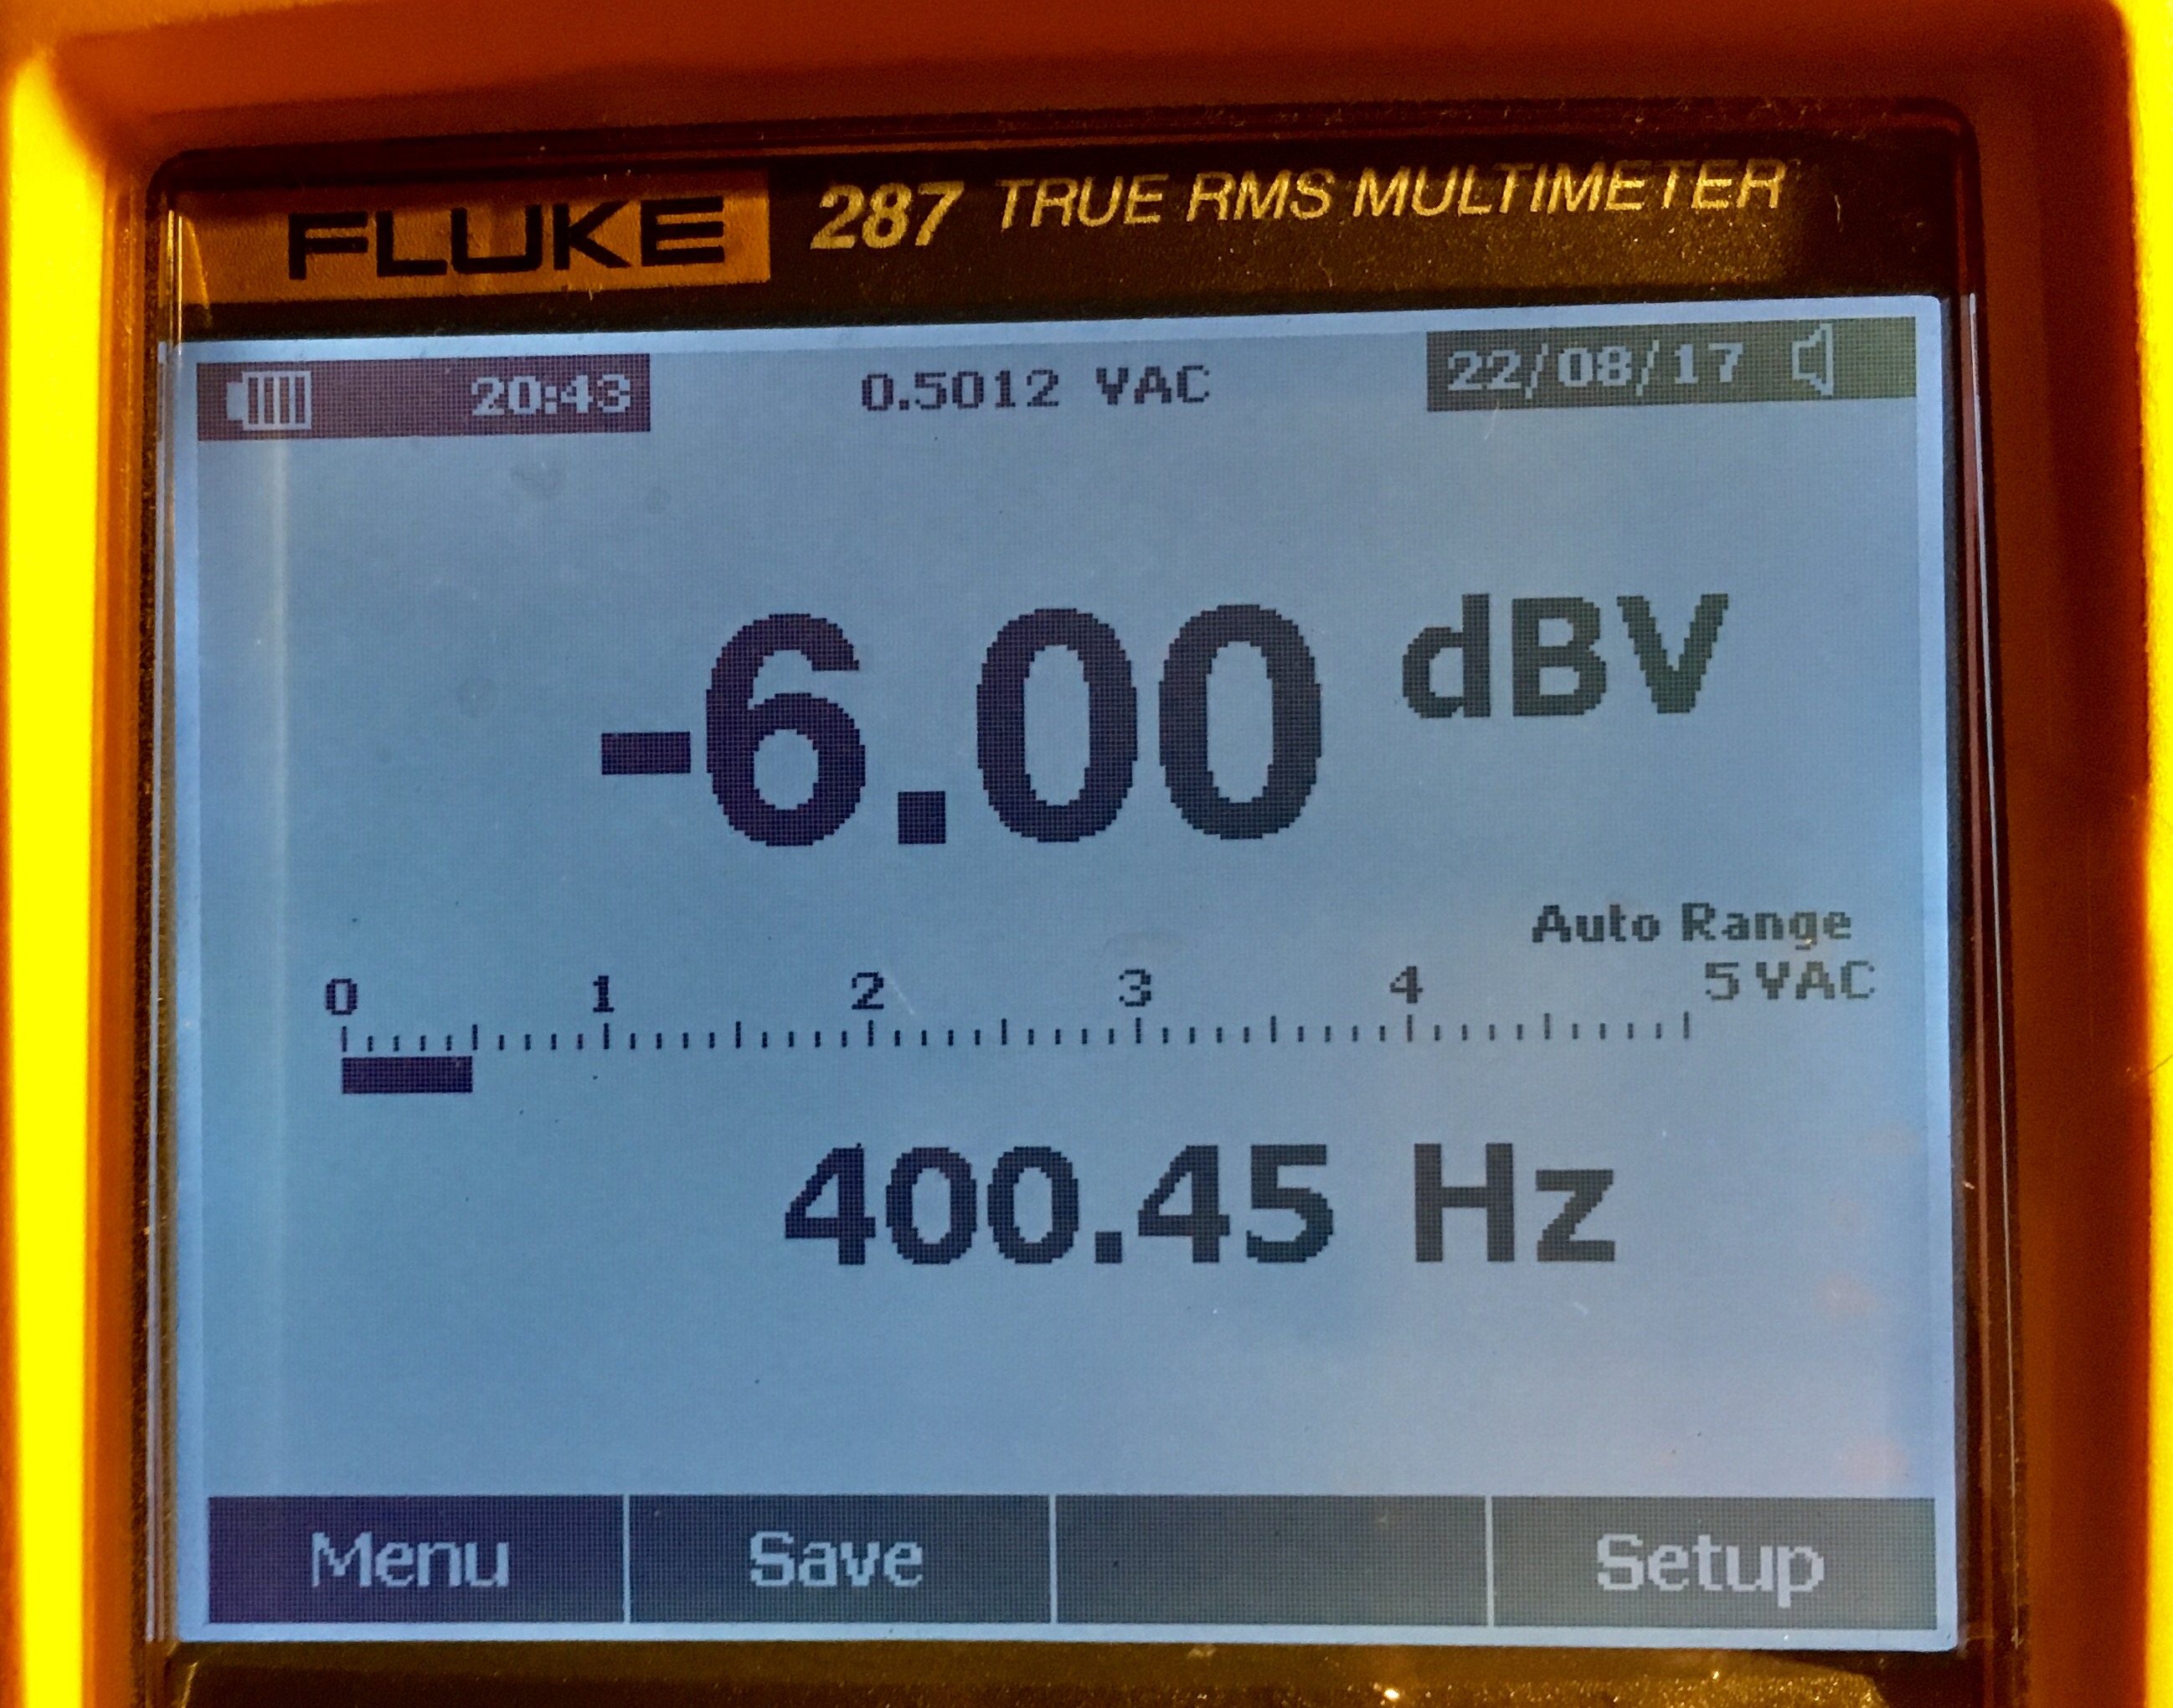 FLUKE 287 TRUE RMS MULTIMETER
20:43 0.5012 VAC 22/08/17
-6.00 dBV
Auto Range
0 1 2 3 4 5 VAC
400.45 Hz
Menu Save Setup